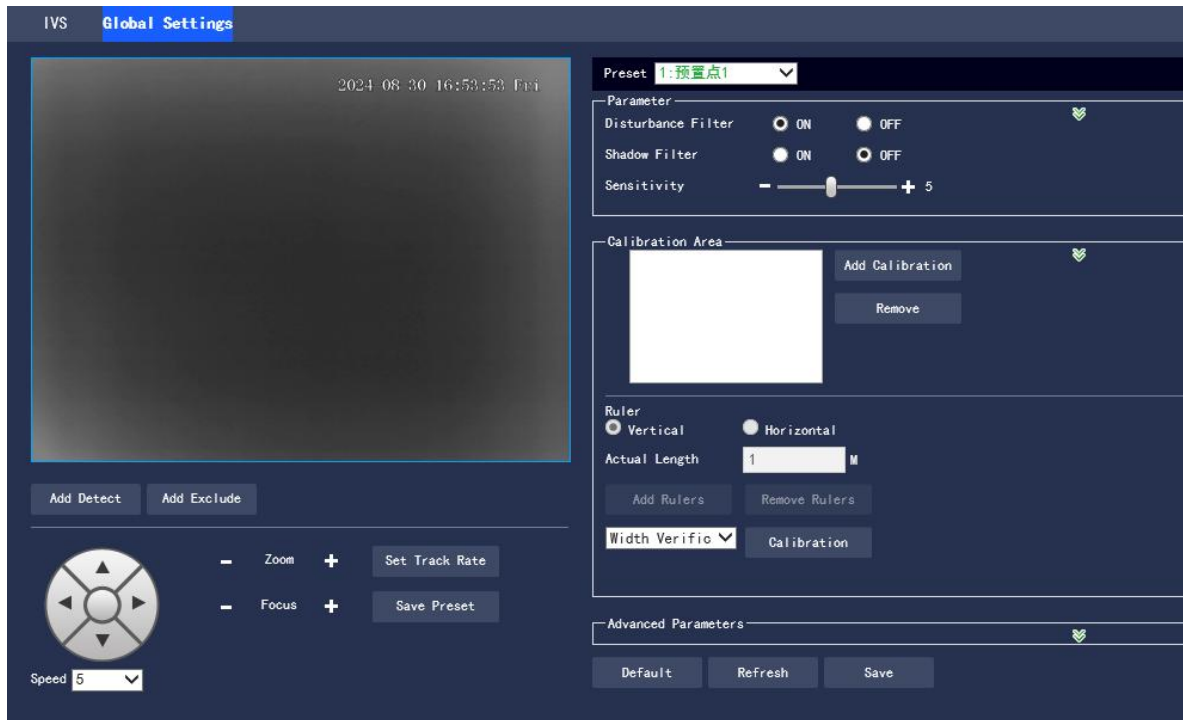 IVS Global Settings
2024-08-30 16:53:53 Fri
Add Detect Add Exclude
- Zoom + Set Track Rate
- Focus + Save Preset
Speed 5
Preset 1:预置点1
Parameter
Disturbance Filter ON OFF
Shadow Filter ON OFF
Sensitivity - + 5
Calibration Area
Add Calibration
Remove
Ruler
Vertical Horizontal
Actual Length 1 M
Add Rulers Remove Rulers
Width Verific Calibration
Advanced Parameters
Default Refresh Save